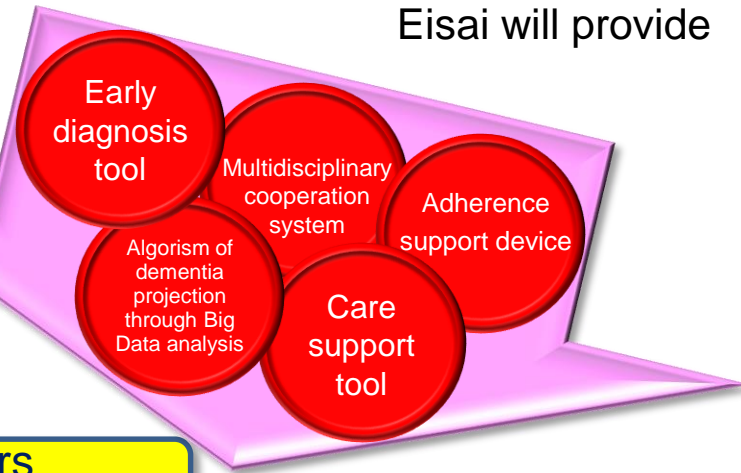 Eisai will provide
Early
diagnosis
tool
Multidisciplinary
cooperation
system
Adherence
support device
Algorism of
dementia
projection
through Big
Data analysis
Care
support
tool
rs